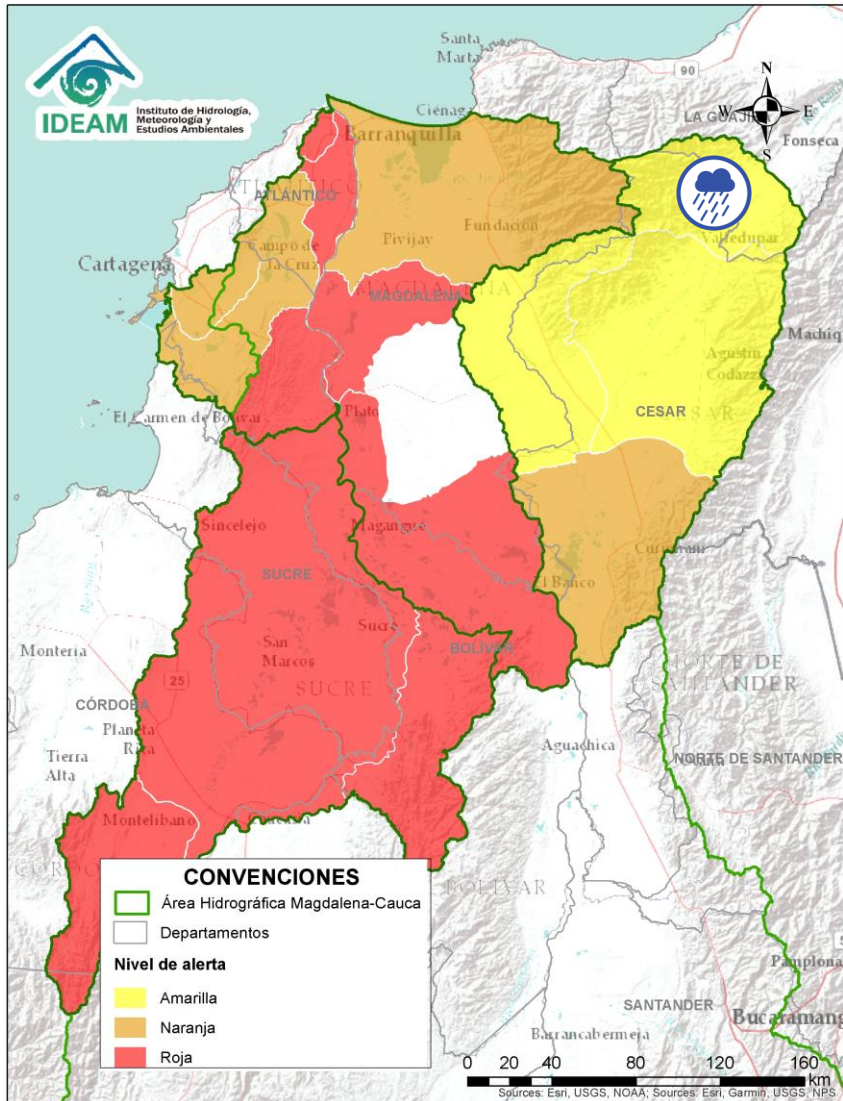 IDEAM
Instituto de Hidrología,
Meteorología y
Estudios Ambientales
Santa
Marta
90
N
W
E
S
Ciénaga
LA GUAJIRA
Fonseca
Barranquilla
ATLÁNTICO
Fundación
Valledupar
Pivijay
Campo de
la Cruz
Cartagena
MAGDALENA
Agustín
Codazzi
El Carmen de Bolívar
Plato
CESAR
Sincelejo
Magangué
SUCRE
El Banco
Sucre
Montería
San
Marcos
BOLÍVAR
25
SUCRE
NORTE DE
SANTANDER
CÓRDOBA
Planeta
Rica
Aguachica
NORTE DE SANTANDER
Tierra
Alta
Montelíbano
BOLÍVAR
CONVENCIONES
Área Hidrográfica Magdalena-Cauca
Departamentos
Nivel de alerta
Amarilla
Naranja
Roja
Pamplona
SANTANDER
Bucaramang
Barrancabermeja
0 20 40 80 120 160
km
Sources: Esri, USGS, NOAA; Sources: Esri, Garmin, USGS, NPS